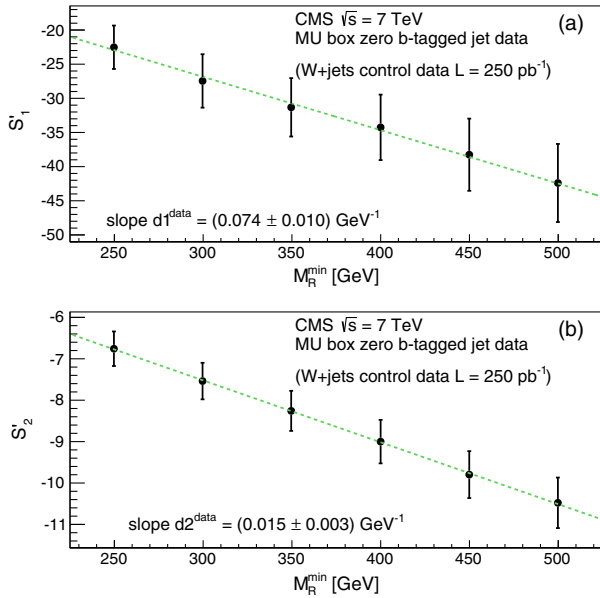 CMS √s = 7 TeV
(a)
MU box zero b-tagged jet data
(W+jets control data L = 250 pb⁻¹)
-20
-25
-30
-35
-40
-45
-50
S'₁
slope d1ᵈᵃᵗᵃ = (0.074 ± 0.010) GeV⁻¹
250 300 350 400 450 500
M_R^min [GeV]
CMS √s = 7 TeV
(b)
MU box zero b-tagged jet data
(W+jets control data L = 250 pb⁻¹)
-6
-7
-8
-9
-10
-11
S'₂
slope d2ᵈᵃᵗᵃ = (0.015 ± 0.003) GeV⁻¹
250 300 350 400 450 500
M_R^min [GeV]